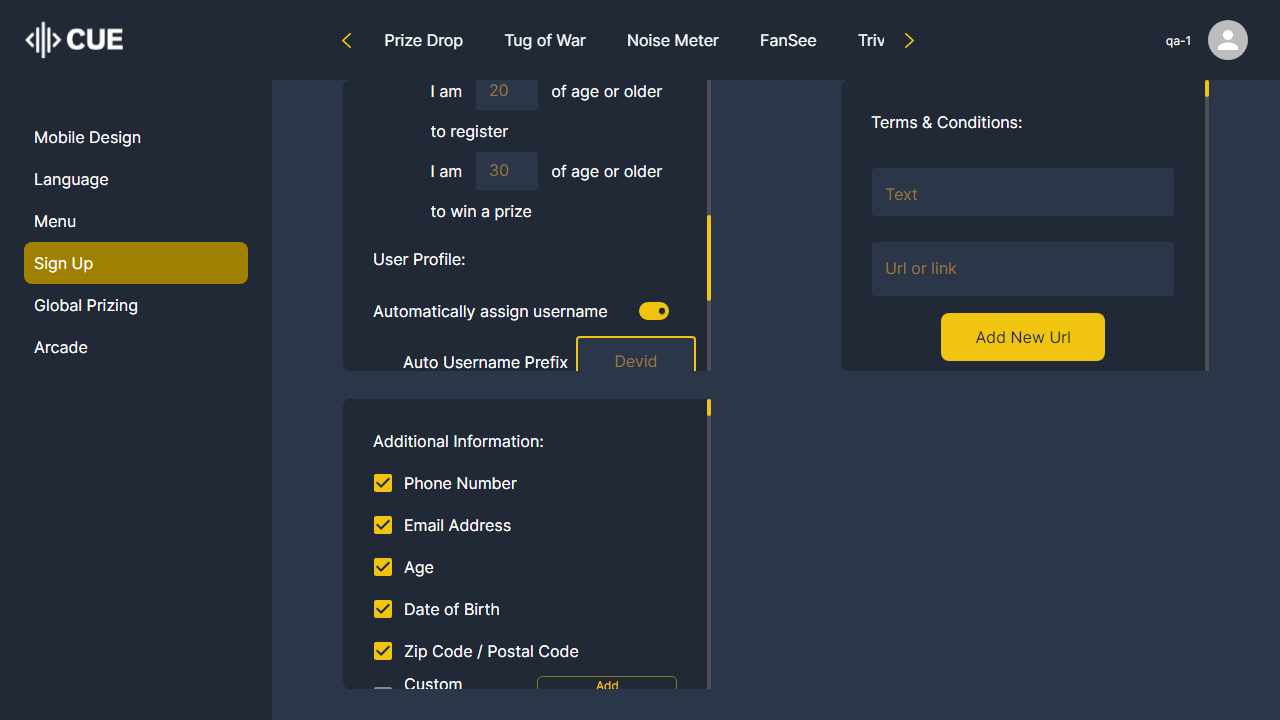 CUE
Prize Drop
Tug of War
Noise Meter
FanSee
Triv
qa-1
Mobile Design
Language
Menu
Sign Up
Global Prizing
Arcade
I am 20 of age or older
to register
I am 30 of age or older
to win a prize
User Profile:
Automatically assign username
Auto Username Prefix Devid
Terms & Conditions:
Text
Url or link
Add New Url
Additional Information:
Phone Number
Email Address
Age
Date of Birth
Zip Code / Postal Code
Custom
Add